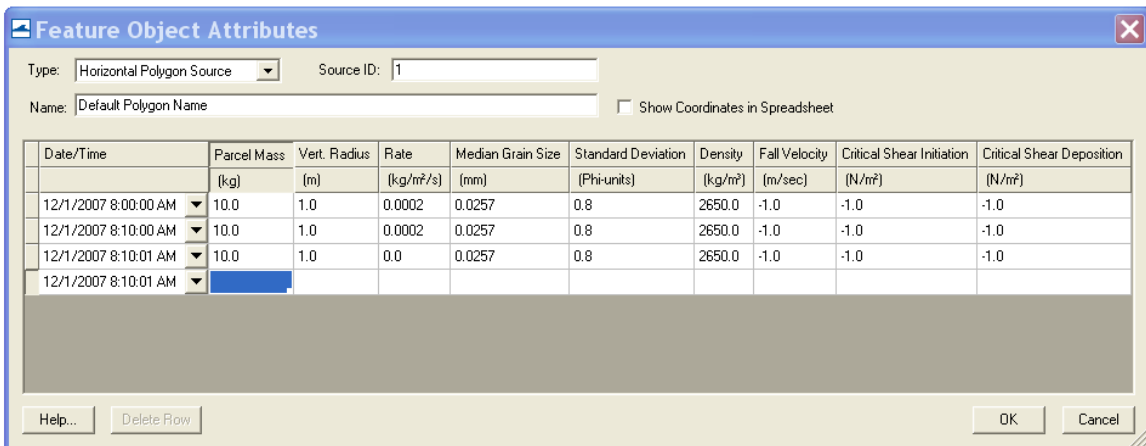 Feature Object Attributes
Type: Horizontal Polygon Source Source ID: 1
Name: Default Polygon Name Show Coordinates in Spreadsheet
Date/Time Parcel Mass Vert. Radius Rate Median Grain Size Standard Deviation Density Fall Velocity Critical Shear Initiation Critical Shear Deposition
(kg) (m) (kg/m²/s) (mm) (Phi-units) (kg/m³) (m/sec) (N/m²) (N/m²)
12/1/2007 8:00:00 AM 10.0 1.0 0.0002 0.0257 0.8 2650.0 -1.0 -1.0 -1.0
12/1/2007 8:10:00 AM 10.0 1.0 0.0002 0.0257 0.8 2650.0 -1.0 -1.0 -1.0
12/1/2007 8:10:01 AM 10.0 1.0 0.0 0.0257 0.8 2650.0 -1.0 -1.0 -1.0
12/1/2007 8:10:01 AM
Help... Delete Row OK Cancel